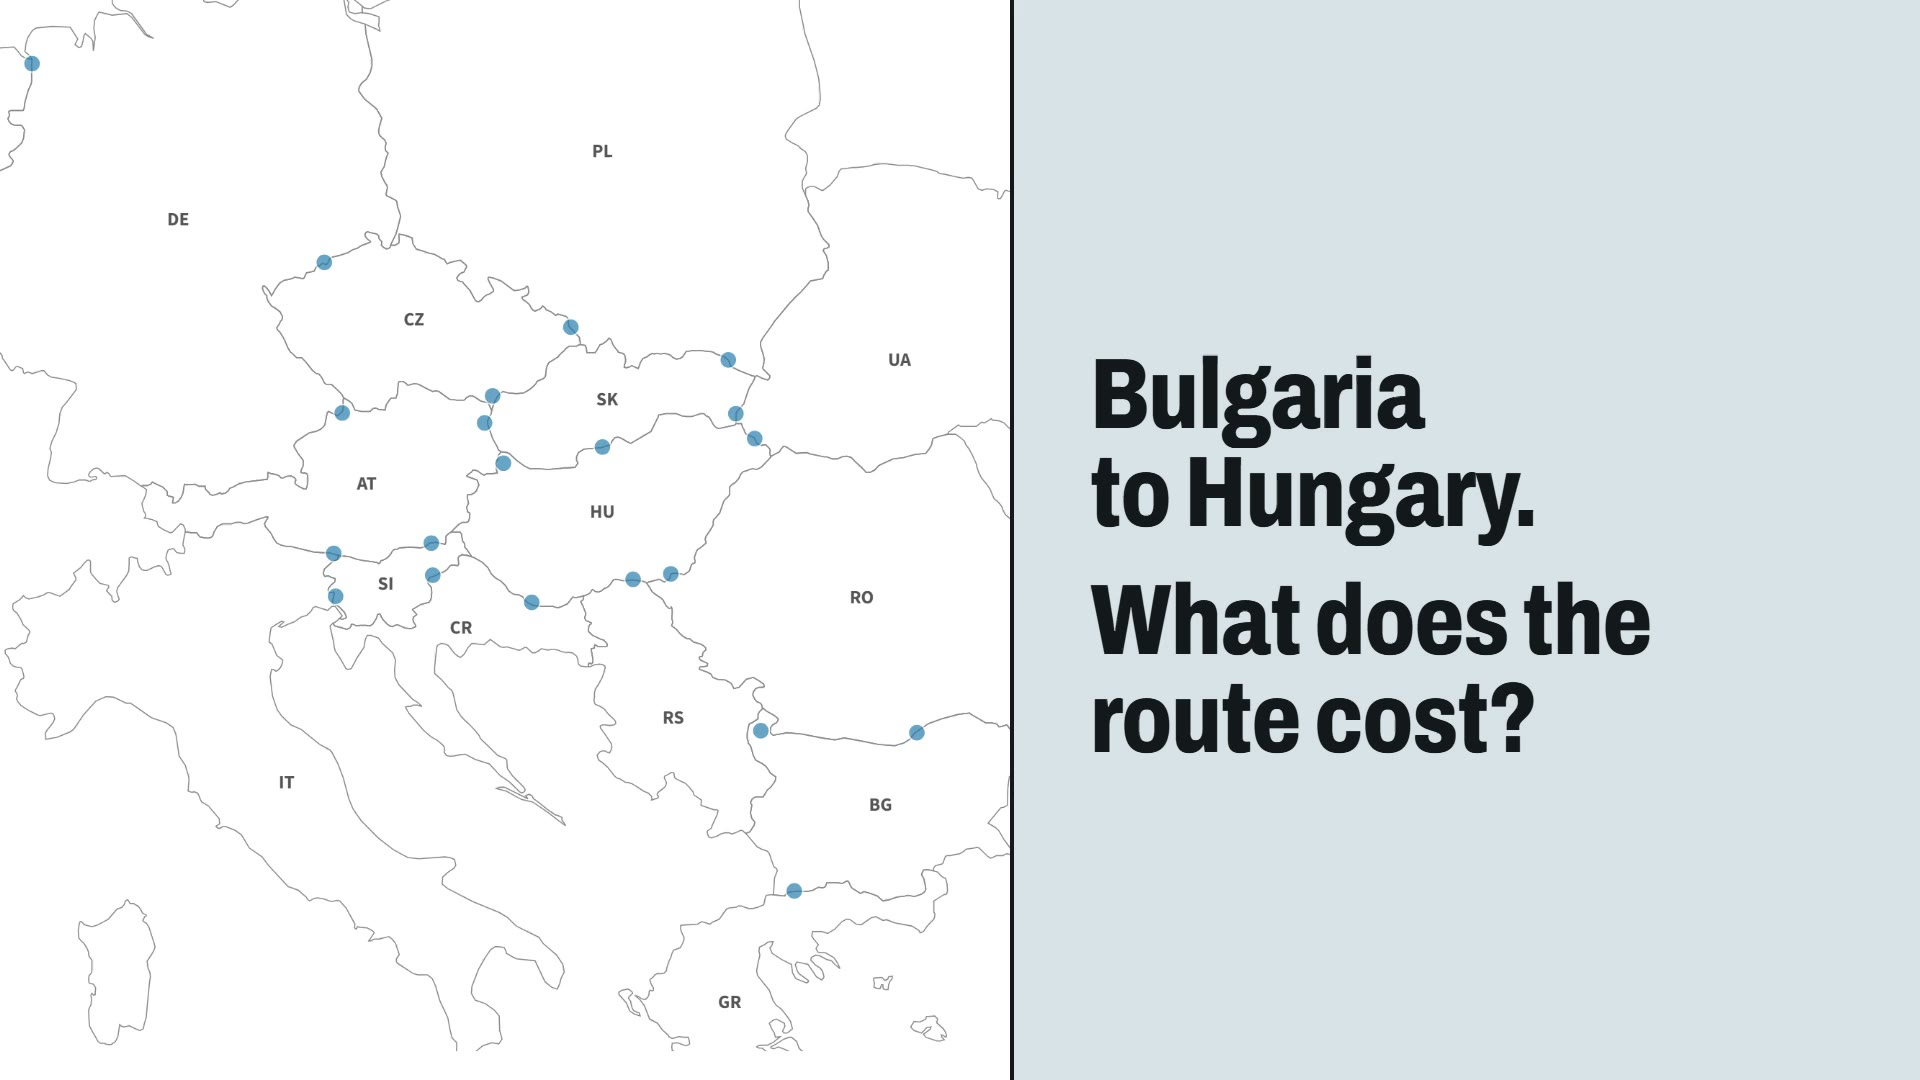 PL
DE
CZ
UA
SK
AT
HU
SI
RO
CR
RS
IT
BG
GR
Bulgaria
to Hungary.
What does the
route cost?